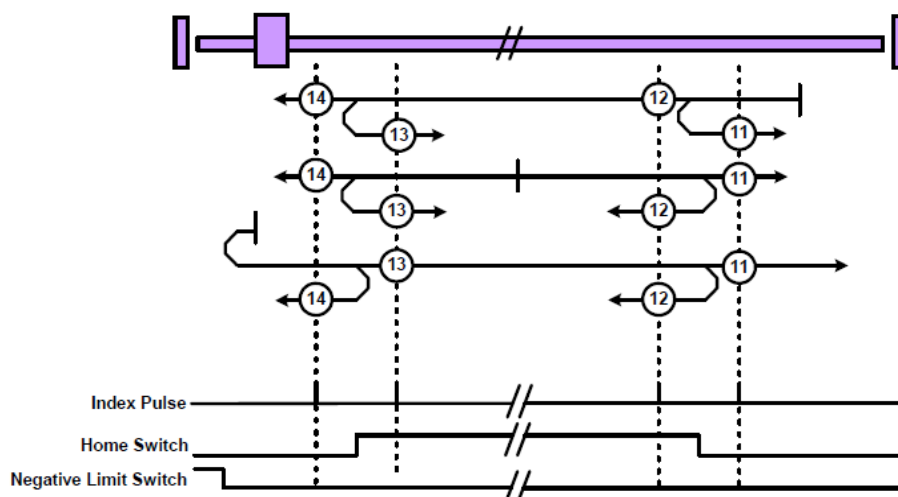 14 12
13 11
14 11
13 12
13 11
14 12
Index Pulse
Home Switch
Negative Limit Switch